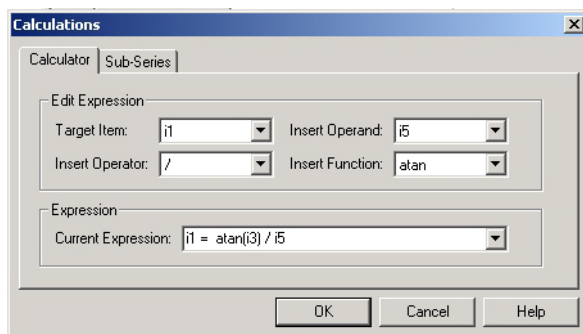 Calculations
Calculator Sub-Series
Edit Expression
Target Item: i1 Insert Operand: i5
Insert Operator: / Insert Function: atan
Expression
Current Expression: i1 = atan(i3) / i5
OK Cancel Help